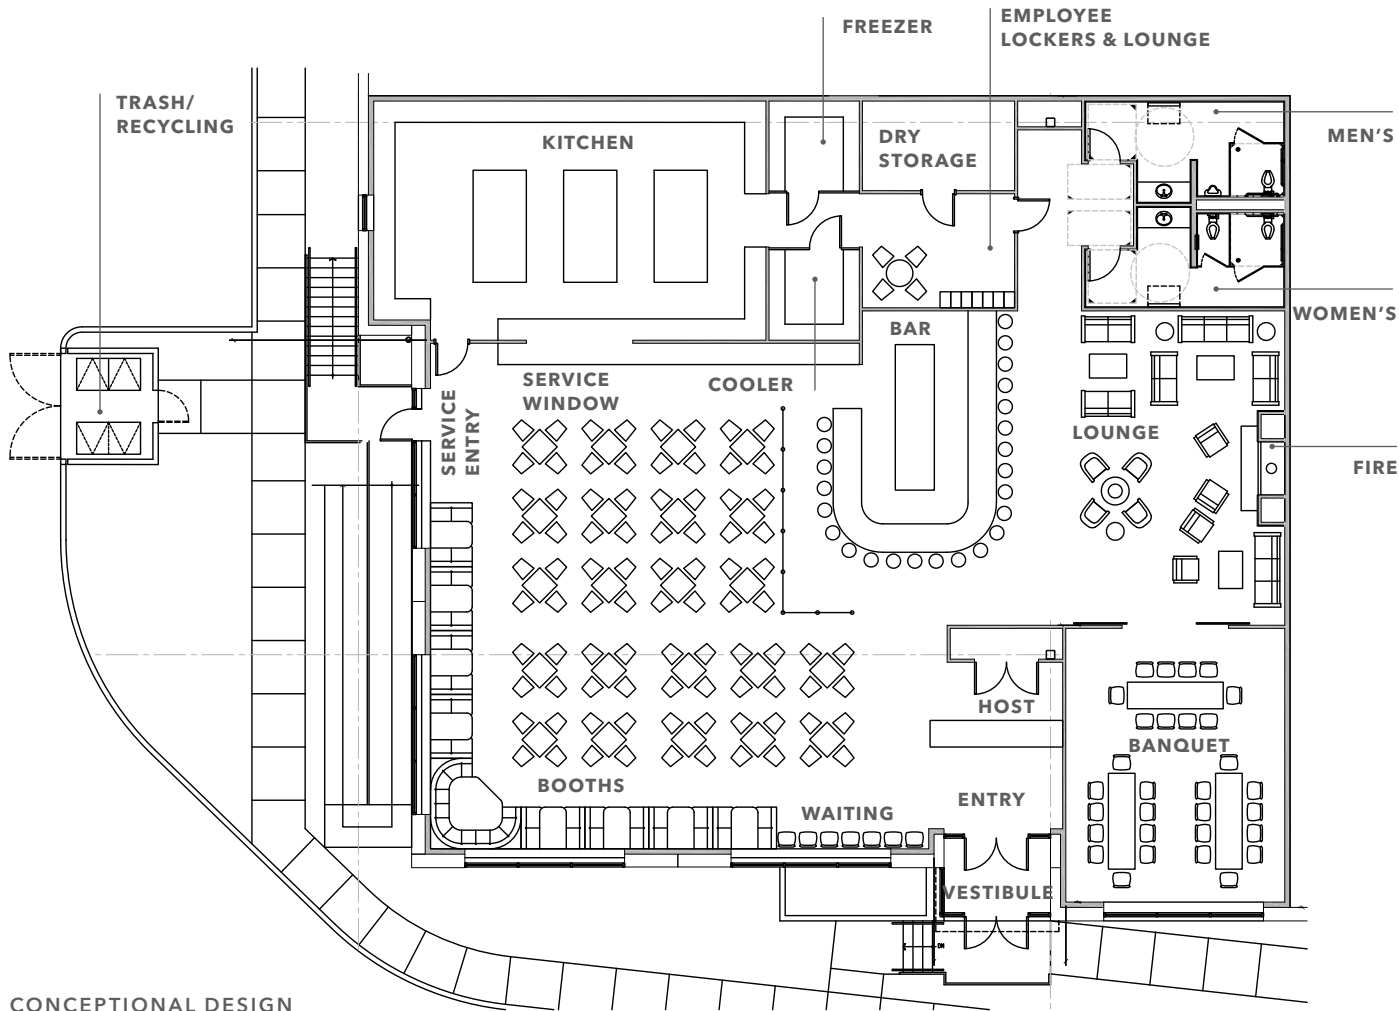 FREEZER
EMPLOYEE
LOCKERS & LOUNGE
TRASH/
RECYCLING
KITCHEN
DRY
STORAGE
MEN'S
WOMEN'S
BAR
SERVICE
WINDOW
COOLER
SERVICE
ENTRY
LOUNGE
FIRE
HOST
BANQUET
BOOTHS
WAITING
ENTRY
VESTIBULE
DN
CONCEPTIONAL DESIGN